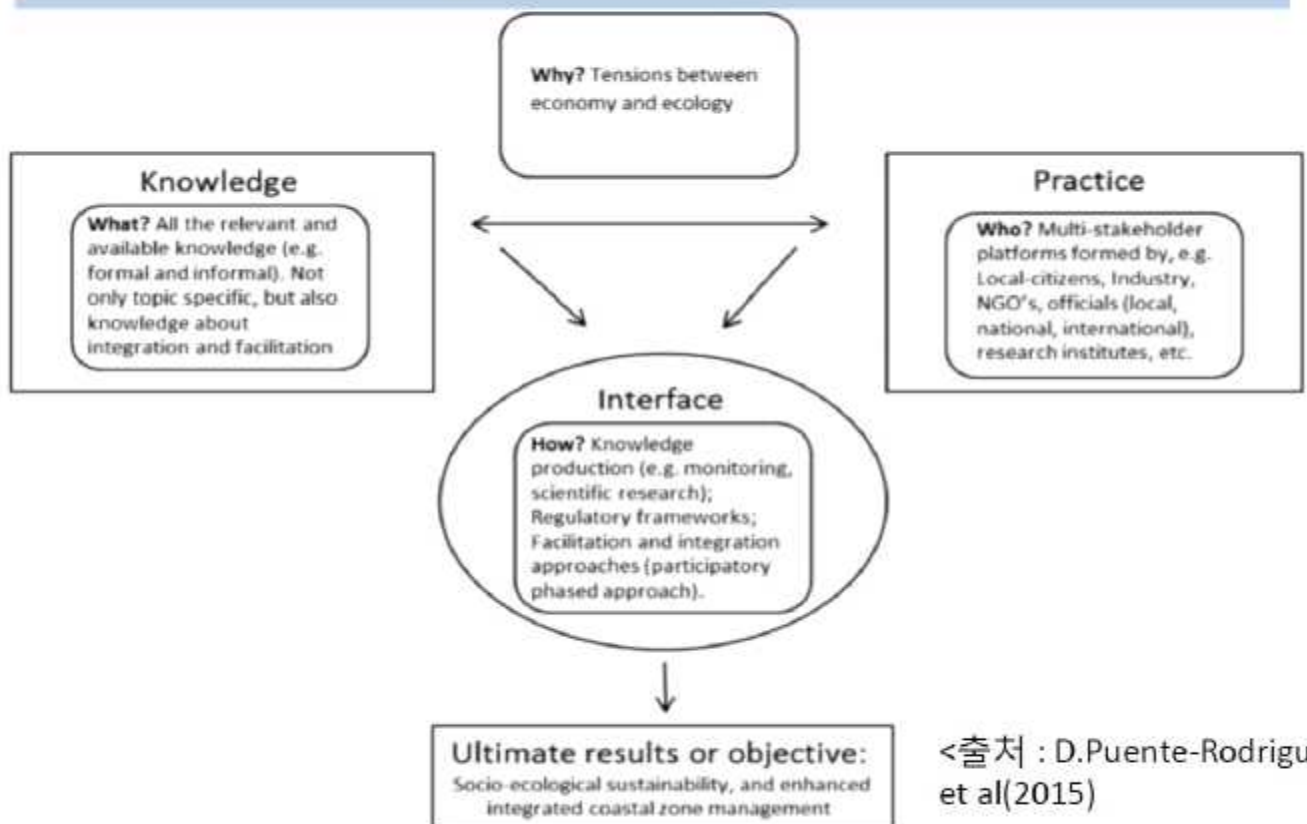 Why? Tensions between
economy and ecology
Knowledge
What? All the relevant and
available knowledge (e.g.
formal and informal). Not
only topic specific, but also
knowledge about
integration and facilitation
Practice
Who? Multi-stakeholder
platforms formed by, e.g.
Local-citizens, Industry,
NGO's, officials (local,
national, international),
research institutes, etc.
Interface
How? Knowledge
production (e.g. monitoring,
scientific research);
Regulatory frameworks;
Facilitation and integration
approaches (participatory
phased approach).
Ultimate results or objective:
Socio-ecological sustainability, and enhanced
integrated coastal zone management
<출처 : D.Puente-Rodrigu
et al(2015)